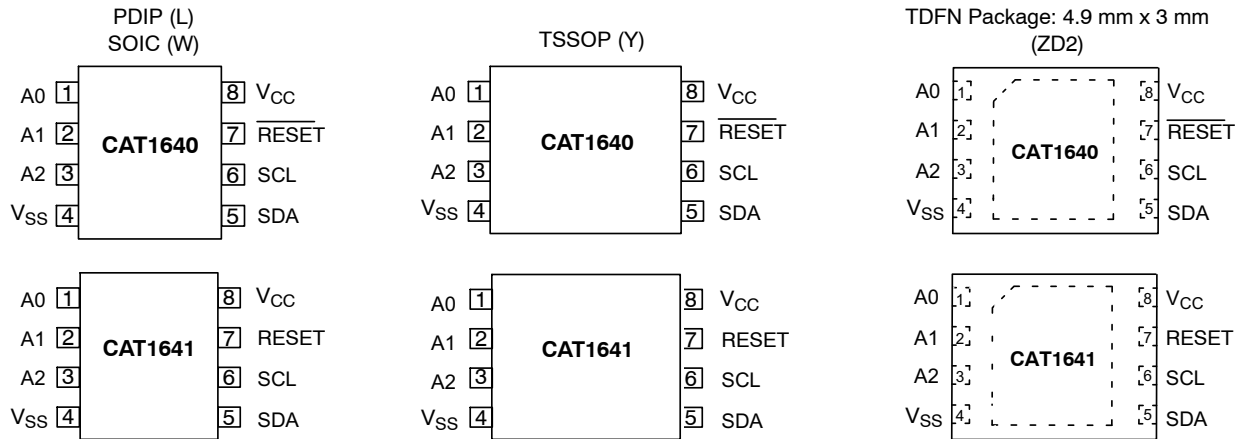 PDIP (L)
SOIC (W)
A0 1 8 VCC
A1 2 CAT1640 7 RESET
A2 3 6 SCL
VSS 4 5 SDA
TSSOP (Y)
A0 1 8 VCC
A1 2 CAT1640 7 RESET
A2 3 6 SCL
VSS 4 5 SDA
TDFN Package: 4.9 mm x 3 mm
(ZD2)
A0 1 8 VCC
A1 2 CAT1640 7 RESET
A2 3 6 SCL
VSS 4 5 SDA
A0 1 8 VCC
A1 2 CAT1641 7 RESET
A2 3 6 SCL
VSS 4 5 SDA
A0 1 8 VCC
A1 2 CAT1641 7 RESET
A2 3 6 SCL
VSS 4 5 SDA
A0 1 8 VCC
A1 2 CAT1641 7 RESET
A2 3 6 SCL
VSS 4 5 SDA